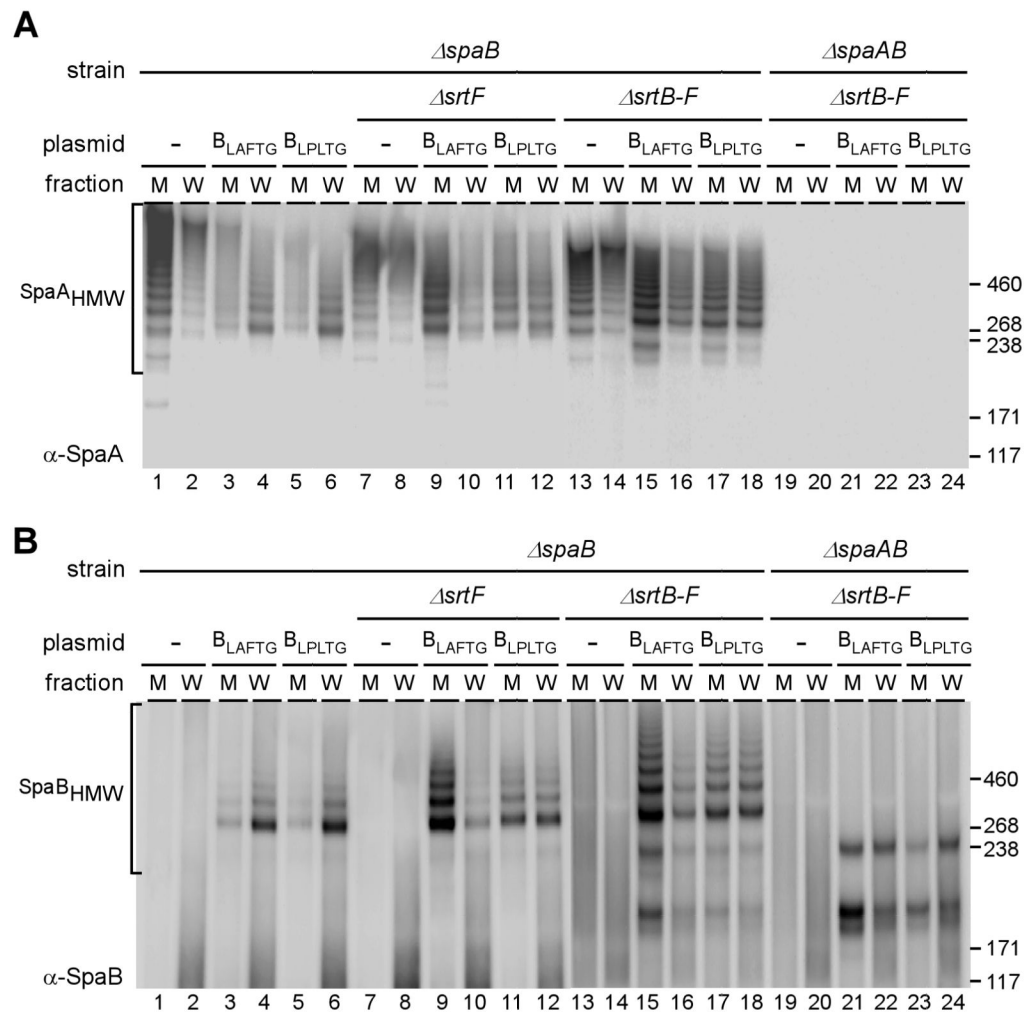 A
ΔspaB ΔspaAB
strain
ΔsrtF ΔsrtB-F ΔsrtB-F
plasmid - BLAFTG BLPLTG - BLAFTG BLPLTG - BLAFTG BLPLTG - BLAFTG BLPLTG
fraction M W M W M W M W M W M W M W M W M W M W M W M W
SpaAHMW
460
268
238
171
α-SpaA
117
1 2 3 4 5 6 7 8 9 10 11 12 13 14 15 16 17 18 19 20 21 22 23 24
B
ΔspaB ΔspaAB
strain
ΔsrtF ΔsrtB-F ΔsrtB-F
plasmid - BLAFTG BLPLTG - BLAFTG BLPLTG - BLAFTG BLPLTG - BLAFTG BLPLTG
fraction M W M W M W M W M W M W M W M W M W M W M W M W
SpaBHMW
460
268
238
171
α-SpaB
117
1 2 3 4 5 6 7 8 9 10 11 12 13 14 15 16 17 18 19 20 21 22 23 24